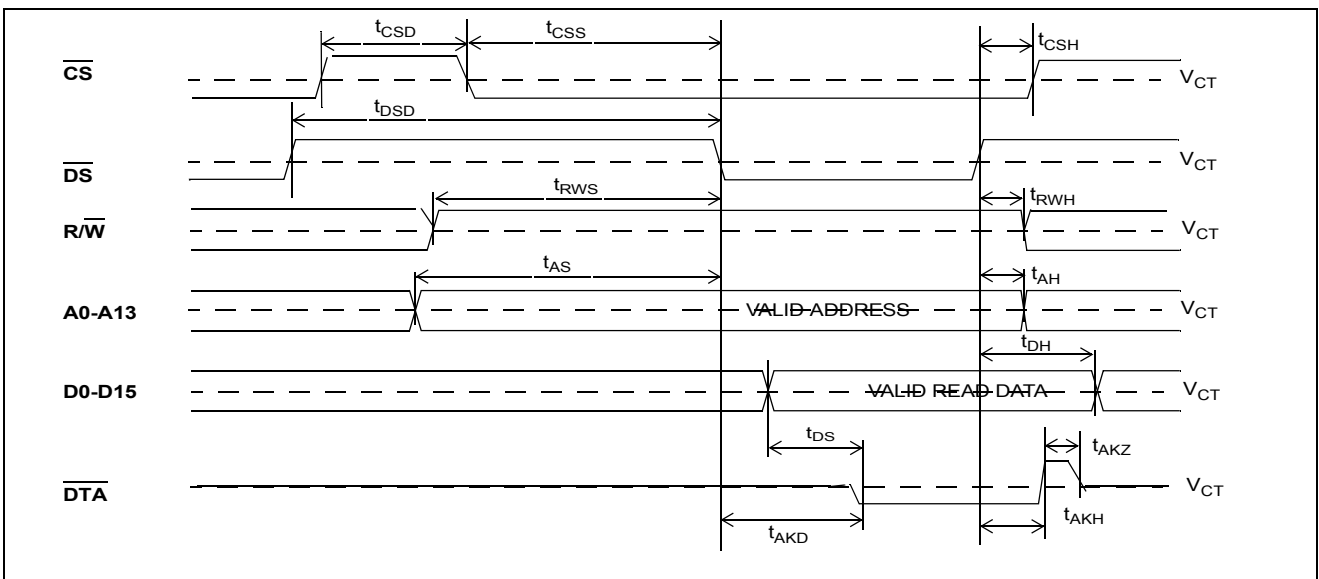 tCSD tCSS tCSH
CS VCT
tDSD
DS VCT
tRWS tRWH
R/W VCT
tAS tAH
A0-A13 VALID ADDRESS VCT
tDH
D0-D15 VALID READ DATA VCT
tDS tAKZ
DTA VCT
tAKD tAKH